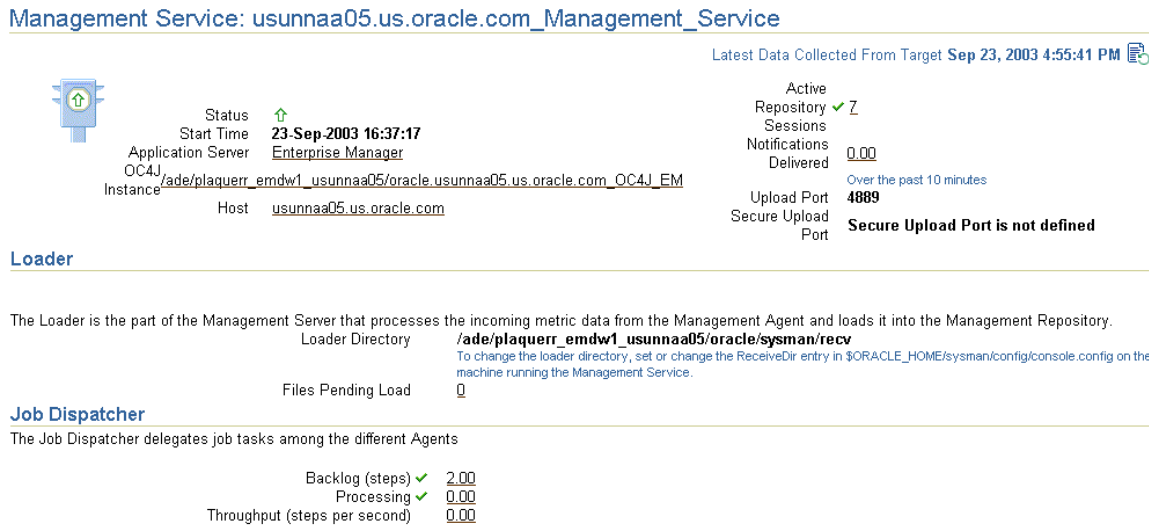 Management Service: usunnaa05.us.oracle.com_Management_Service
Latest Data Collected From Target Sep 23, 2003 4:55:41 PM
Status
Start Time 23-Sep-2003 16:37:17
Application Server Enterprise Manager
OC4J
Instance /ade/plaquerr_emdw1_usunnaa05/oracle.usunnaa05.us.oracle.com_OC4J_EM
Host usunnaa05.us.oracle.com
Active
Repository 7
Sessions
Notifications
Delivered 0.00
Over the past 10 minutes
Upload Port 4889
Secure Upload
Port Secure Upload Port is not defined
Loader
The Loader is the part of the Management Server that processes the incoming metric data from the Management Agent and loads it into the Management Repository.
Loader Directory /ade/plaquerr_emdw1_usunnaa05/oracle/sysman/recv
To change the loader directory, set or change the ReceiveDir entry in $ORACLE_HOME/sysman/config/console.config on the
machine running the Management Service.
Files Pending Load 0
Job Dispatcher
The Job Dispatcher delegates job tasks among the different Agents
Backlog (steps) 2.00
Processing 0.00
Throughput (steps per second) 0.00